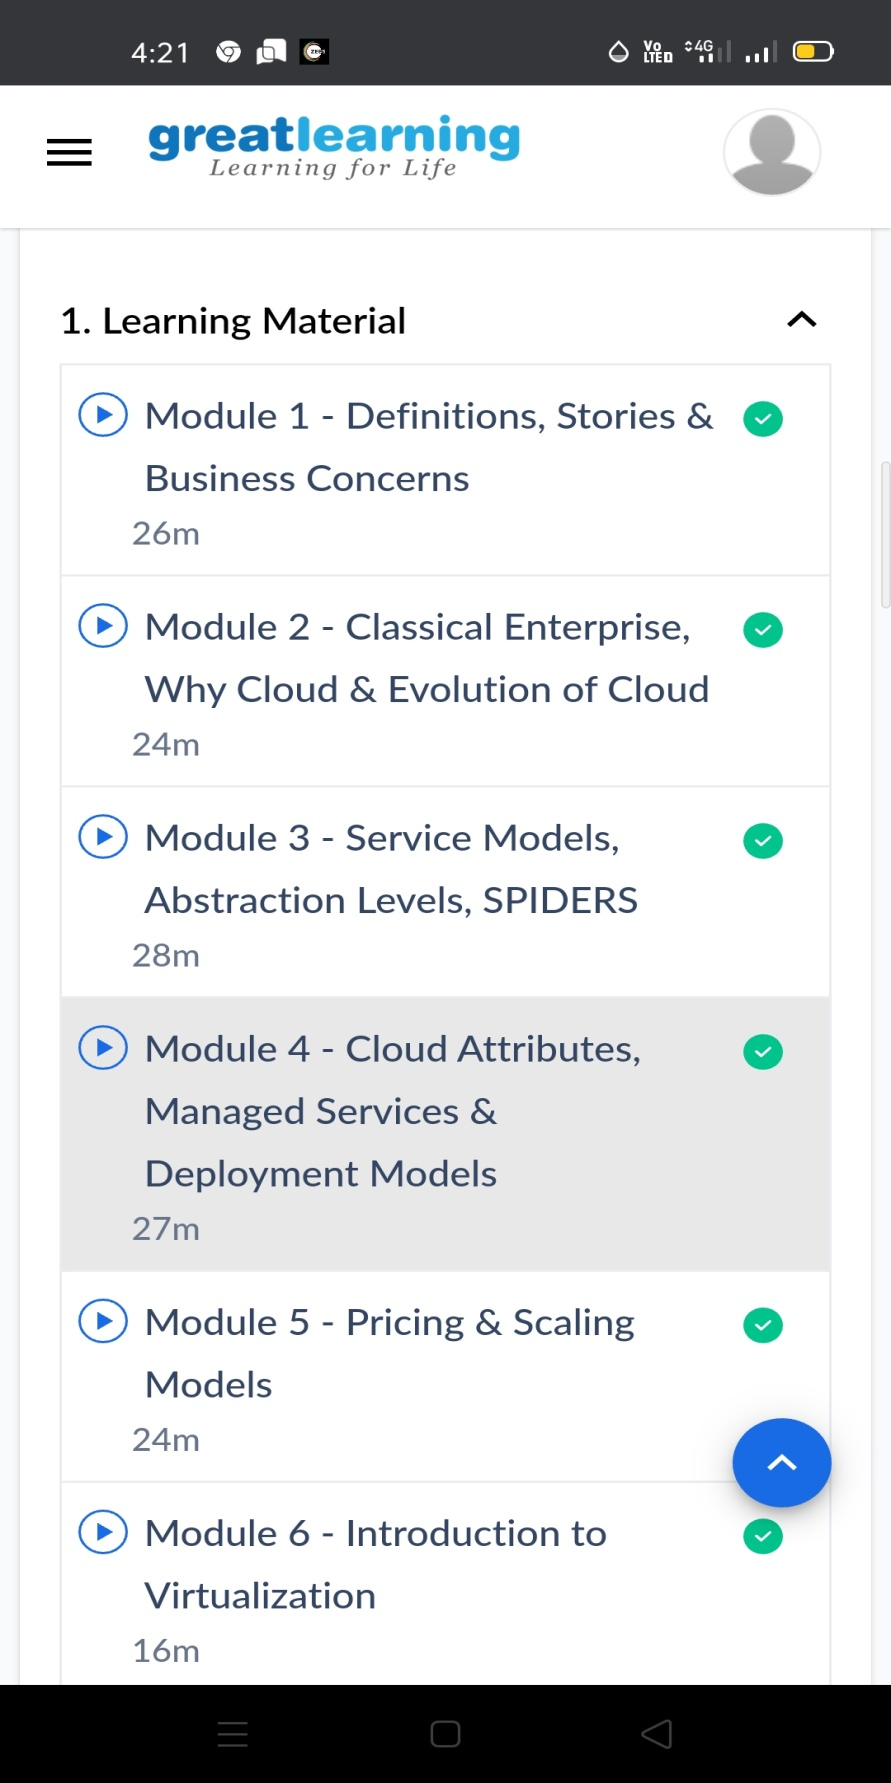 4:21
VoLTED 4G
greatlearning
Learning for Life
1. Learning Material
Module 1 - Definitions, Stories &
Business Concerns
26m
Module 2 - Classical Enterprise,
Why Cloud & Evolution of Cloud
24m
Module 3 - Service Models,
Abstraction Levels, SPIDERS
28m
Module 4 - Cloud Attributes,
Managed Services &
Deployment Models
27m
Module 5 - Pricing & Scaling
Models
24m
Module 6 - Introduction to
Virtualization
16m